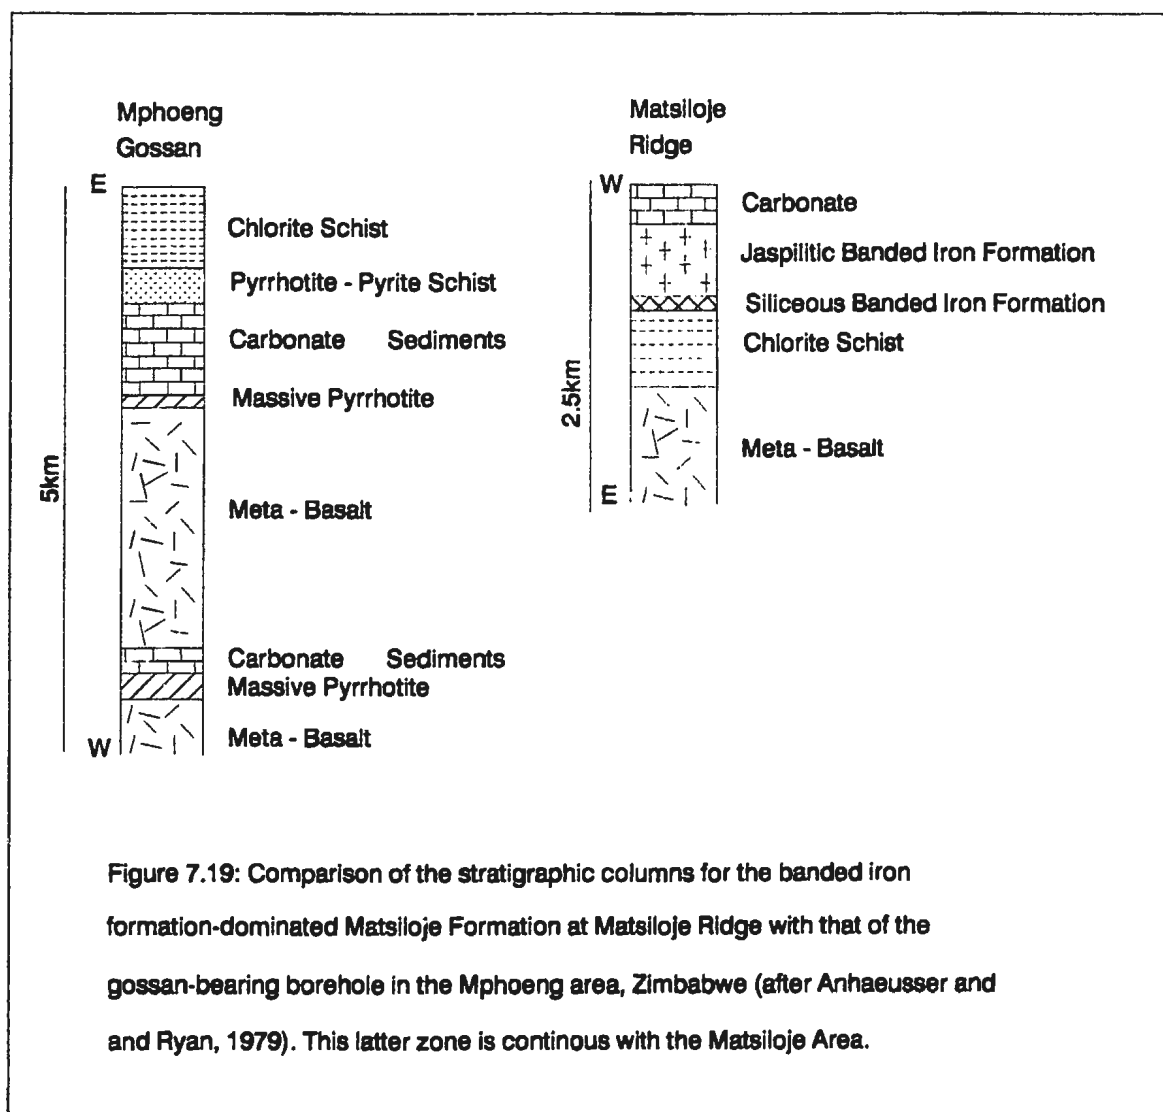 Mphoeng
Gossan
E
Chlorite Schist
Pyrrhotite - Pyrite Schist
Carbonate Sediments
Massive Pyrrhotite
5km
Meta - Basalt
Carbonate Sediments
Massive Pyrrhotite
W
Meta - Basalt
Matsiloje
Ridge
W
Carbonate
Jaspilitic Banded Iron Formation
Siliceous Banded Iron Formation
Chlorite Schist
2.5km
Meta - Basalt
E
Figure 7.19: Comparison of the stratigraphic columns for the banded iron
formation-dominated Matsiloje Formation at Matsiloje Ridge with that of the
gossan-bearing borehole in the Mphoeng area, Zimbabwe (after Anhaeusser and
and Ryan, 1979). This latter zone is continous with the Matsiloje Area.